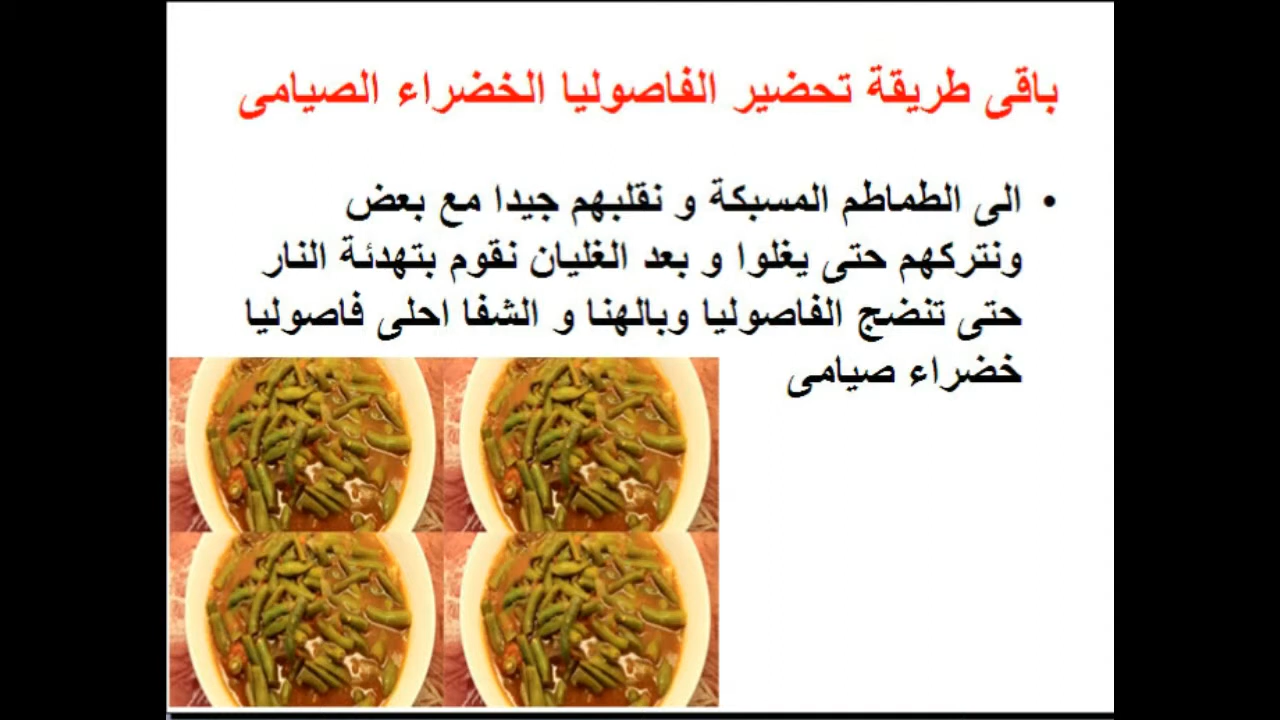 باقى طريقة تحضير الفاصوليا الخضراء الصيامى
• الى الطماطم المسبكة و نقلبهم جيدا مع بعض
ونتركهم حتى يغلوا و بعد الغليان نقوم بتهدئة النار
حتى تنضج الفاصوليا وبالهنا و الشفا احلى فاصوليا
خضراء صيامى